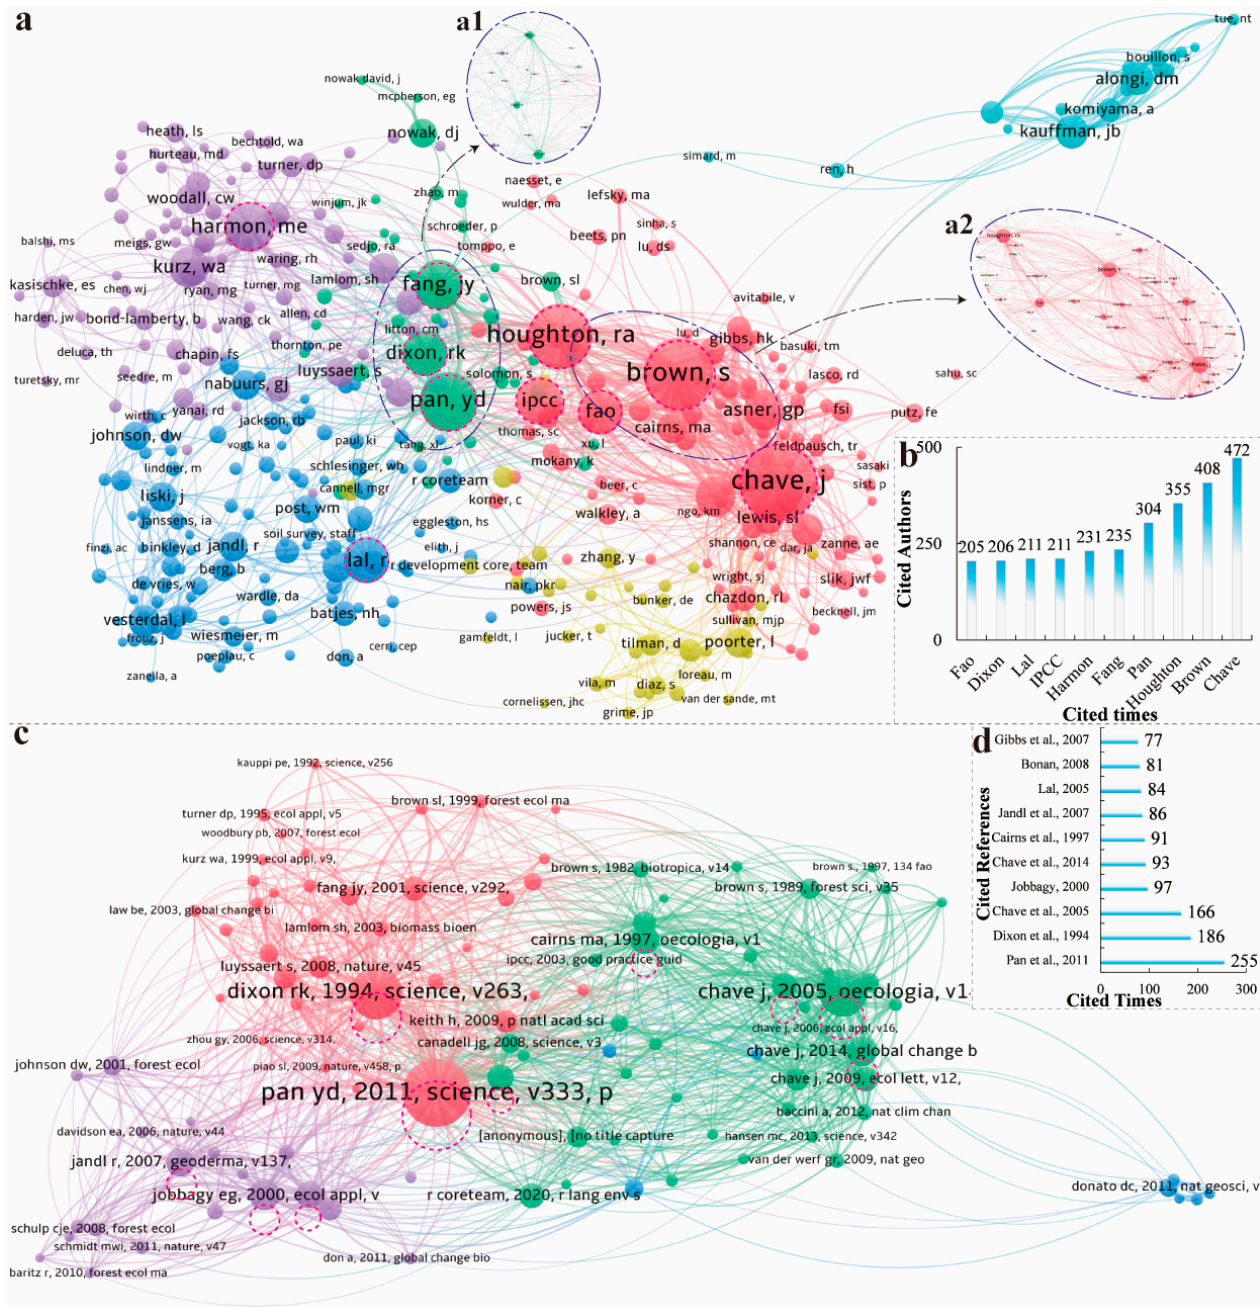 a
a1
tue, nt
bouillon, s
alongi, dm
komiyama, a
kauffman, jb
nowak david, j
mcpherson, eg
nowak, dj
simard, m
ren, h
heath, ls
bechtold, wa
hurteau, md
turner, dp
woodall, cw
winjum, jk
zhao, m
naesset, e
lefsky, ma
wulder, ma
harmon, me
schroeder, p
sinha, s
a2
balshi, ms
meigs, gw
sedjo, ra
tomppo, e
beets, pn
lu, ds
waring, rh
kurz, wa
kasischke, es
chen, wj
ryan, mg
turner, mg
lamlom, sh
fang, jy
brown, sl
avitabile, v
harden, jw
bond-lamberty, b
wang, ck
allen, cd
litton, cm
houghton, ra
lu, d
gibbs, hk
basuki, tm
deluca, th
chapin, fs
thornton, pe
dixon, rk
turetsky, mr
seedre, m
nabuurs, gj
luyssaert, s
solomon, s
brown, s
lasco, rd
sahu, sc
wirth, c
yanai, rd
jackson, rb
pan, yd
ipcc
fao
asner, gp
fsi
putz, fe
johnson, dw
vogt, ka
paul, ki
tang, xl
thomas, sc
xu, l
cairns, ma
feldpausch, tr
lindner, m
schlesinger, wh
mokany, k
sasaki
liski, j
cannell, mgr
r coreteam
korner, c
beer, c
chave, j
sist, p
janssens, ia
post, wm
eggleston, hs
walkley, a
ngo, km
lewis, sl
finzi, ac
binkley, d
jandl, r
soil survey, staff
elith, j
shannon, ce
dar, ja
zanne, ae
berg, b
lal, r
r development core, team
zhang, y
de vries, w
wardle, da
nair, pkr
bunker, de
wright, sj
slik, jwf
vesterdal, l
batjes, nh
powers, js
chazdon, rl
becknell, jm
frouz, j
wiesmeier, m
gamfeldt, l
jucker, t
tilman, d
sullivan, mjp
poorter, l
poeplau, c
don, a
cerri, cep
zanella, a
vila, m
diaz, s
loreau, m
cornelissen, jhc
van der sande, mt
grime, jp
b
Cited Authors
500
250
0
205
206
211
211
231
235
304
355
408
472
Fao
Dixon
Lal
IPCC
Harmon
Fang
Pan
Houghton
Brown
Chave
Cited times
c
kauppi pe, 1992, science, v256
turner dp, 1995, ecol appl, v5
brown sl, 1999, forest ecol ma
woodbury pb, 2007, forest ecol
kurz wa, 1999, ecol appl, v9,
brown s, 1982, biotropica, v14
brown s., 1997, 134 fao
fang jy, 2001, science, v292,
brown s, 1989, forest sci, v35
law be, 2003, global change bi
lamlom sh, 2003, biomass bioen
cairns ma, 1997, oecologia, v1
luyssaert s, 2008, nature, v45
ipcc, 2003, good practice guid
dixon rk, 1994, science, v263,
chave j, 2005, oecologia, v1
keith h, 2009, p natl acad sci
chave j, 2006, ecol appl, v16,
zhou gy, 2006, science, v314,
canadell jg, 2008, science, v3
chave j, 2014, global change b
johnson dw, 2001, forest ecol
piao sl, 2009, nature, v458, p
chave j, 2009, ecol lett, v12,
pan yd, 2011, science, v333, p
baccini a, 2012, nat clim chan
davidson ea, 2006, nature, v44
[anonymous], [no title capture
hansen mc, 2013, science, v342
jandl r, 2007, geoderma, v137,
van der werf gr, 2009, nat geo
jobbagy eg, 2000, ecol appl, v
r coreteam, 2020, r lang env s
donato dc, 2011, nat geosci, v
schulp cje, 2008, forest ecol
schmidt mwi, 2011, nature, v47
don a, 2011, global change bio
baritz r, 2010, forest ecol ma
d
Cited References
Gibbs et al., 2007 77
Bonan, 2008 81
Lal, 2005 84
Jandl et al., 2007 86
Cairns et al., 1997 91
Chave et al., 2014 93
Jobbagy, 2000 97
Chave et al., 2005 166
Dixon et al., 1994 186
Pan et al., 2011 255
0 100 200 300
Cited Times